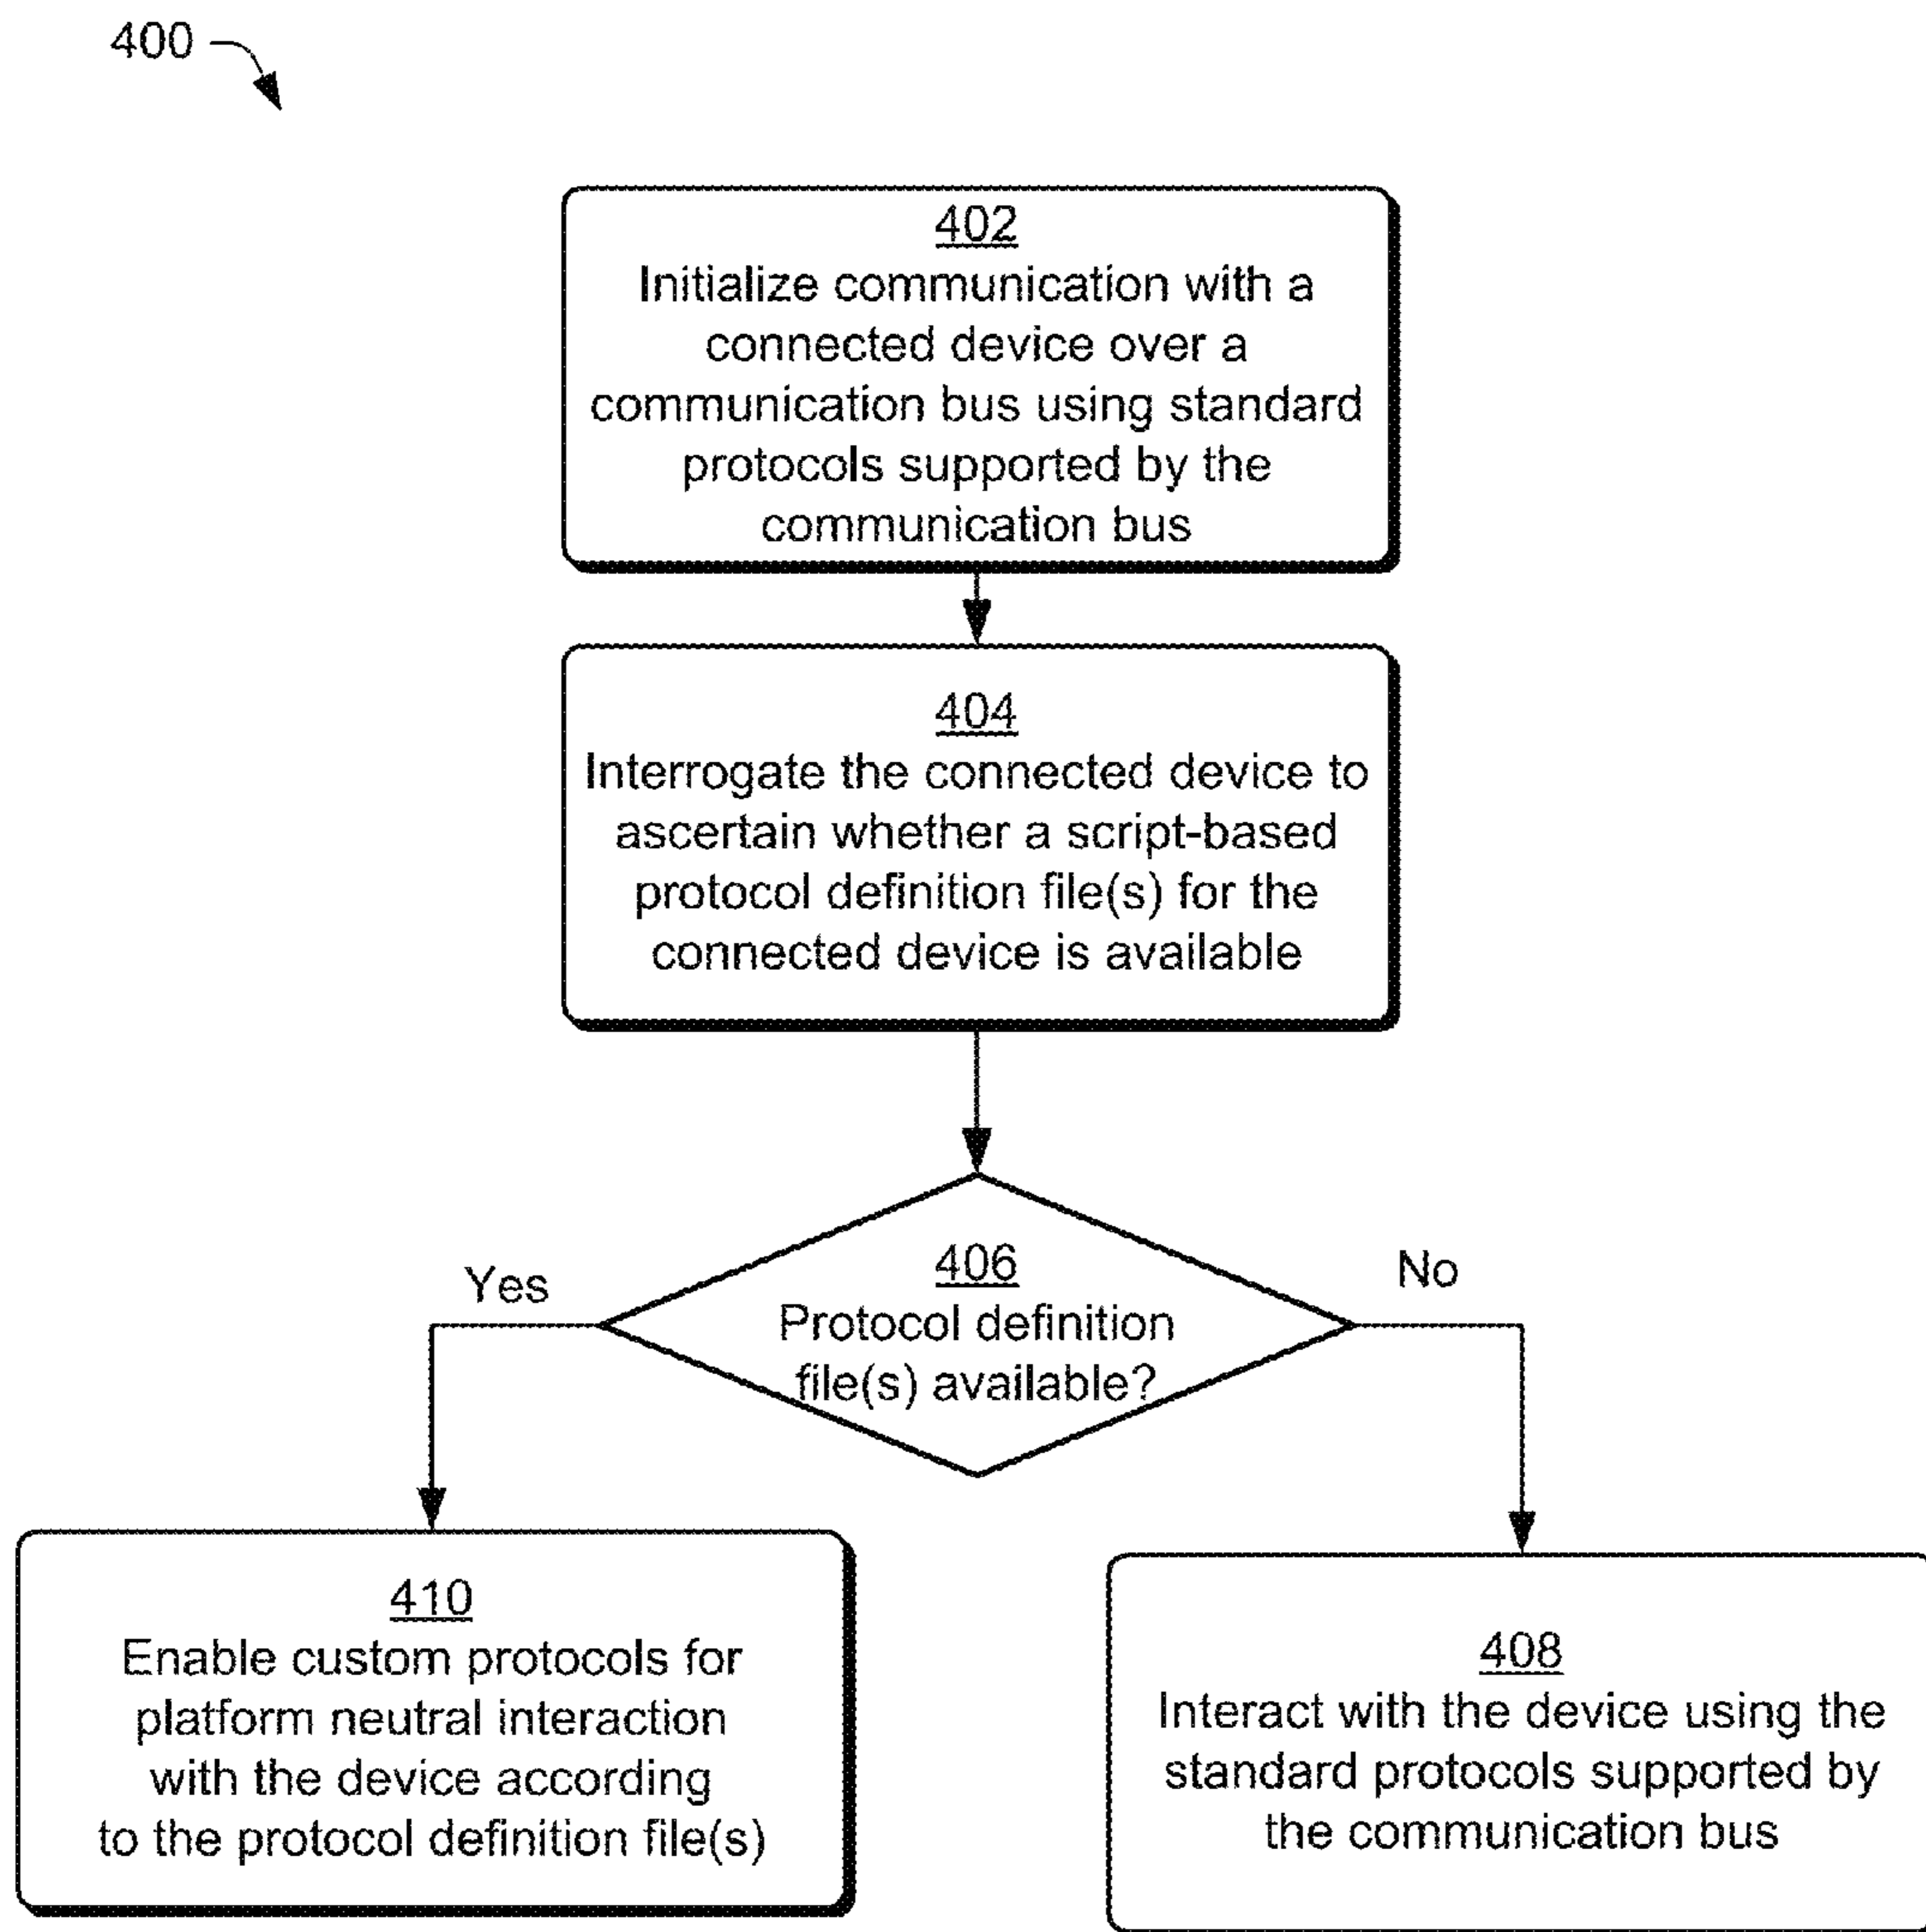 400
402
Initialize communication with a
connected device over a
communication bus using standard
protocols supported by the
communication bus
404
Interrogate the connected device to
ascertain whether a script-based
protocol definition file(s) for the
connected device is available
406
Protocol definition
file(s) available?
Yes
No
410
Enable custom protocols for
platform neutral interaction
with the device according
to the protocol definition file(s)
408
Interact with the device using the
standard protocols supported by
the communication bus